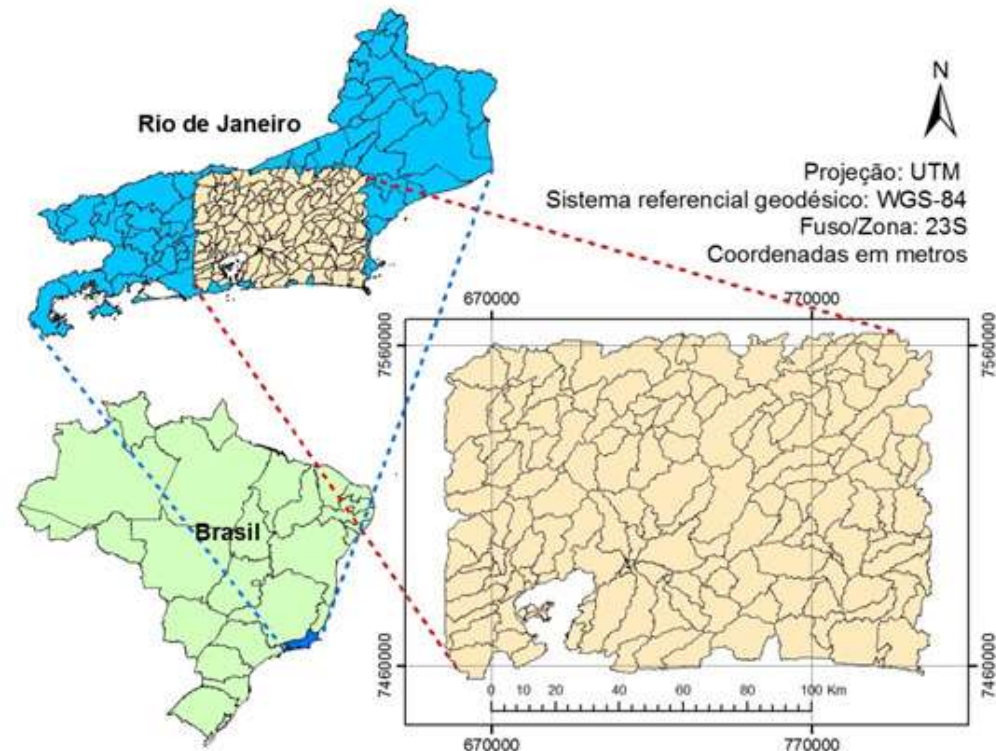 N
Rio de Janeiro
Projeção: UTM
Sistema referencial geodésico: WGS-84
Fuso/Zona: 23S
Coordenadas em metros
670000 770000
7560000 7560000
Brasil
7460000 7460000
0 10 20 40 60 80 100 Km
670000 770000